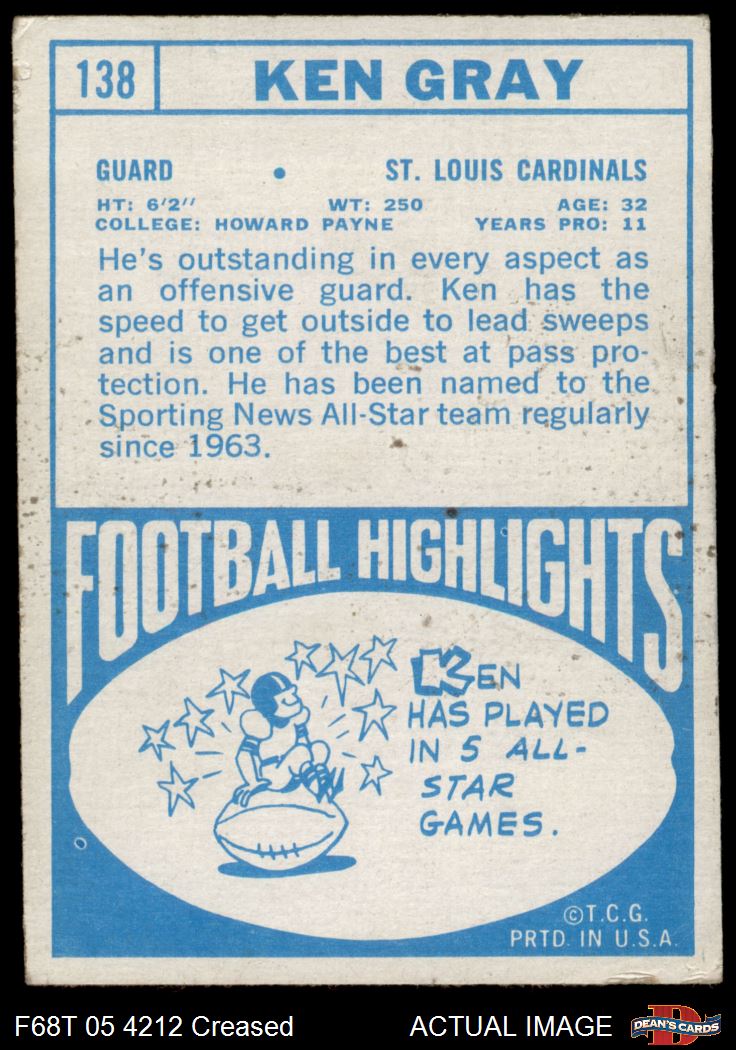 138 KEN GRAY
GUARD • ST. LOUIS CARDINALS
HT: 6'2" WT: 250 AGE: 32
COLLEGE: HOWARD PAYNE YEARS PRO: 11
He's outstanding in every aspect as
an offensive guard. Ken has the
speed to get outside to lead sweeps
and is one of the best at pass pro-
tection. He has been named to the
Sporting News All-Star team regularly
since 1963.
FOOTBALL HIGHLIGHTS
KEN
HAS PLAYED
IN 5 ALL-
STAR
GAMES.
©T.C.G.
PRTD. IN U.S.A.
F68T 05 4212 Creased ACTUAL IMAGE D DEAN'S CARDS